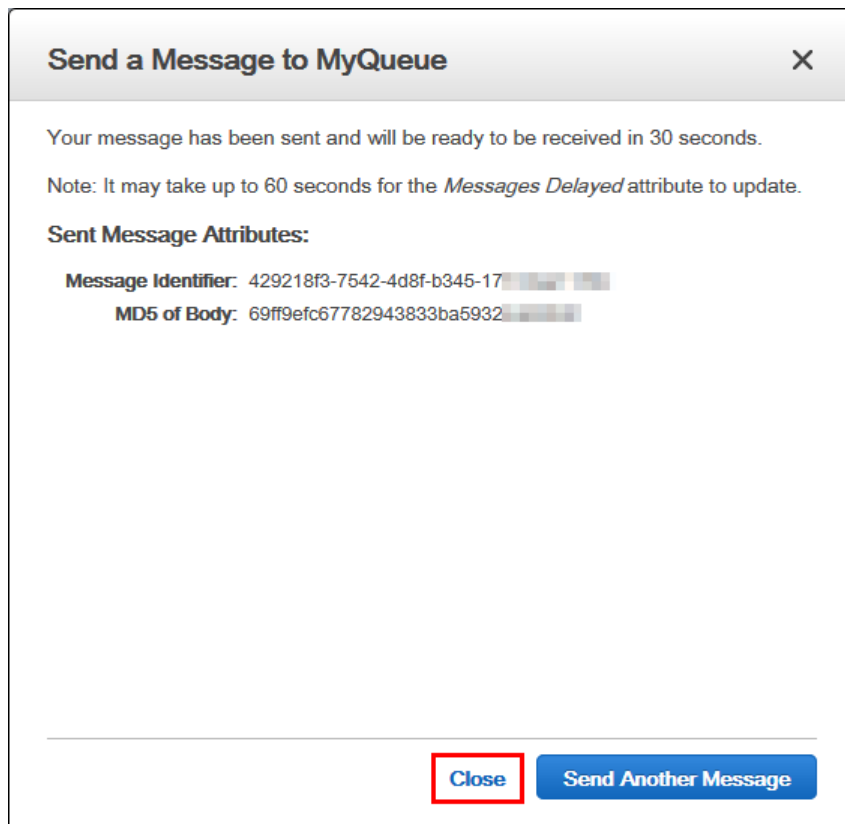 Send a Message to MyQueue
Your message has been sent and will be ready to be received in 30 seconds.
Note: It may take up to 60 seconds for the Messages Delayed attribute to update.
Sent Message Attributes:
Message Identifier: 429218f3-7542-4d8f-b345-17
MD5 of Body: 69ff9efc67782943833ba5932
Close Send Another Message